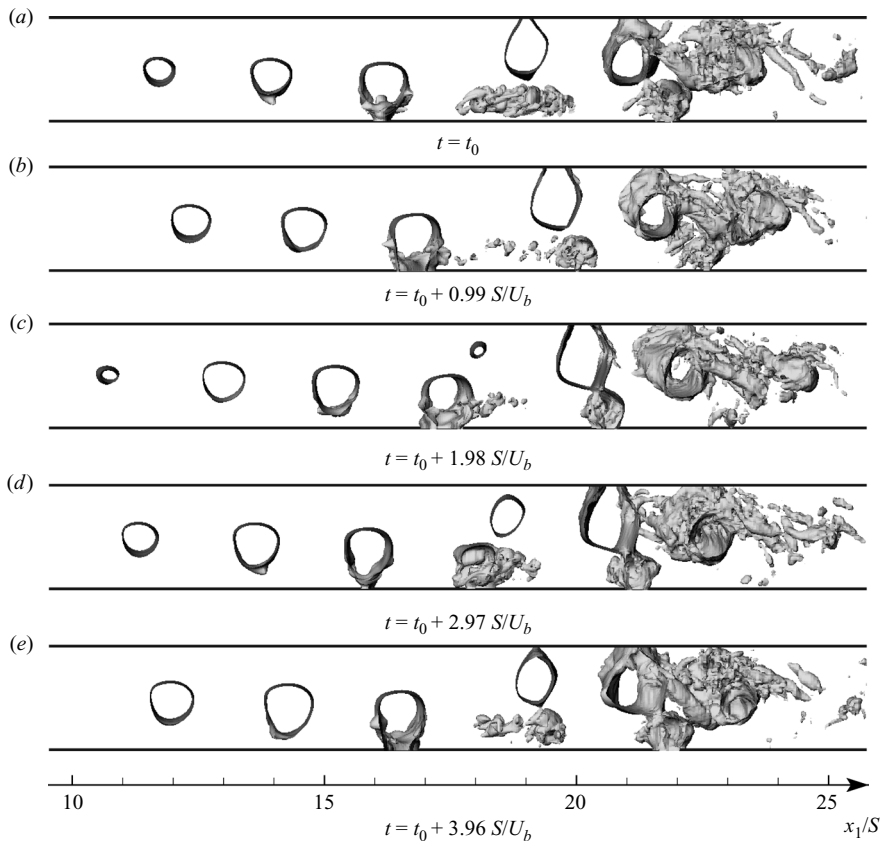 (a)
t = t0
(b)
t = t0 + 0.99 S/Ub
(c)
t = t0 + 1.98 S/Ub
(d)
t = t0 + 2.97 S/Ub
(e)
10 15 20 25
t = t0 + 3.96 S/Ub
x1/S